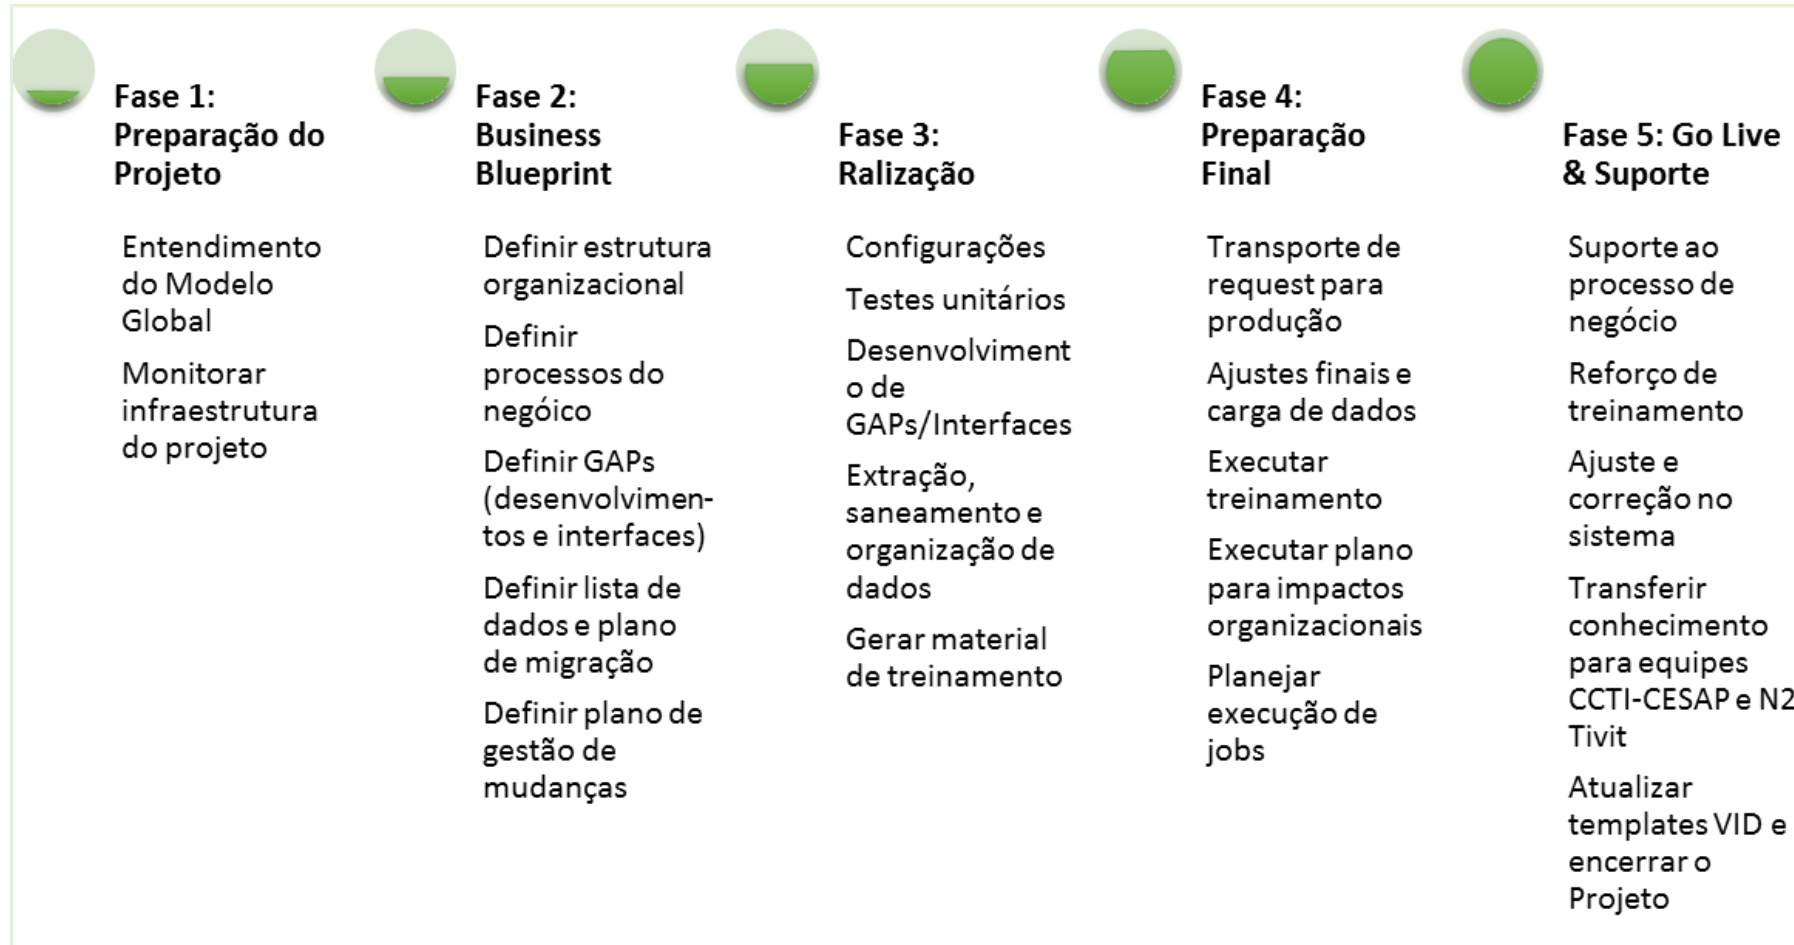 Fase 1:
Preparação do
Projeto
Entendimento
do Modelo
Global
Monitorar
infraestrutura
do projeto
Fase 2:
Business
Blueprint
Definir estrutura
organizacional
Definir
processos do
negóico
Definir GAPs
(desenvolvimen-
tos e interfaces)
Definir lista de
dados e plano
de migração
Definir plano de
gestão de
mudanças
Fase 3:
Ralização
Configurações
Testes unitários
Desenvolviment
o de
GAPs/Interfaces
Extração,
saneamento e
organização de
dados
Gerar material
de treinamento
Fase 4:
Preparação
Final
Transporte de
request para
produção
Ajustes finais e
carga de dados
Executar
treinamento
Executar plano
para impactos
organizacionais
Planejar
execução de
jobs
Fase 5: Go Live
& Suporte
Suporte ao
processo de
negócio
Reforço de
treinamento
Ajuste e
correção no
sistema
Transferir
conhecimento
para equipes
CCTI-CESAP e N2
Tivit
Atualizar
templates VID e
encerrar o
Projeto